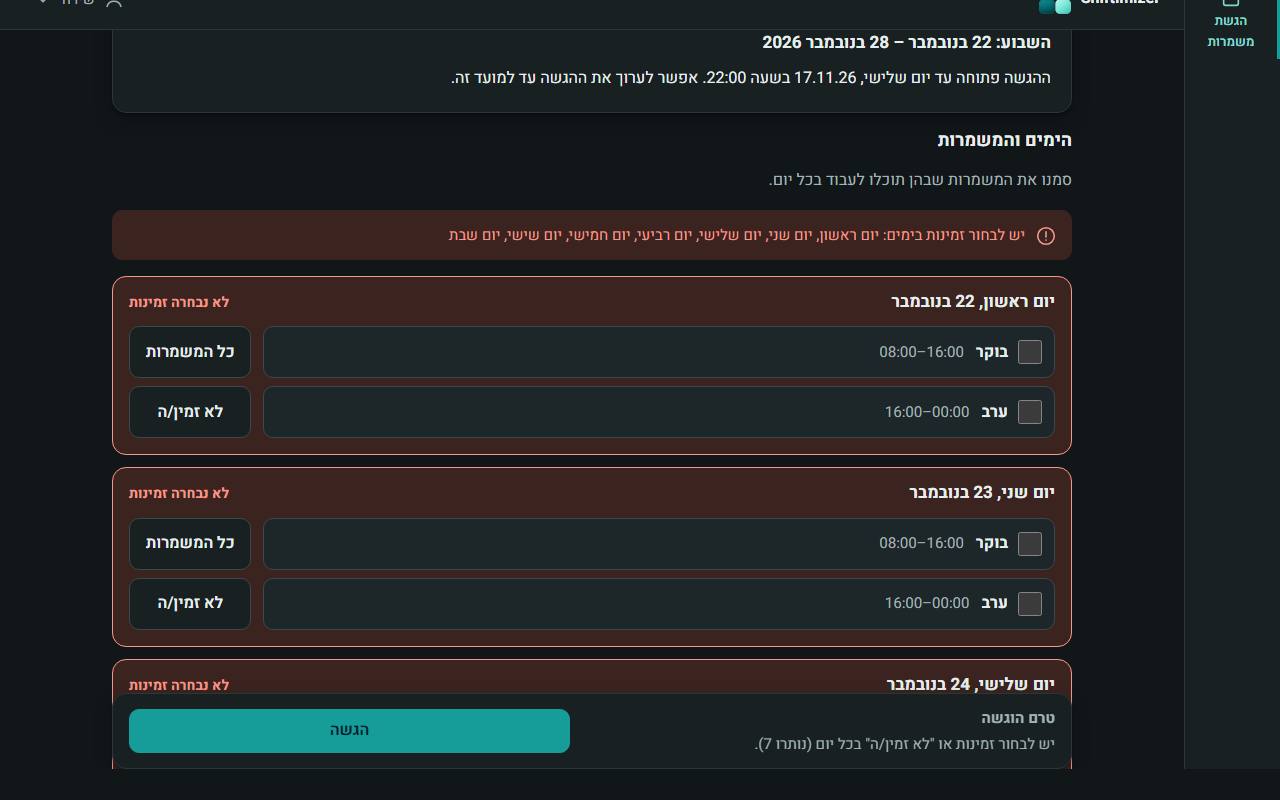 הגשת
משמרות
השבוע: 22 בנובמבר – 28 בנובמבר 2026
ההגשה פתוחה עד יום שלישי, 17.11.26 בשעה 22:00. אפשר לערוך את ההגשה עד למועד זה.
הימים והמשמרות
סמנו את המשמרות שבהן תוכלו לעבוד בכל יום.
יש לבחור זמינות בימים: יום ראשון, יום שני, יום שלישי, יום רביעי, יום חמישי, יום שישי, יום שבת
יום ראשון, 22 בנובמבר לא נבחרה זמינות
בוקר 08:00–16:00 כל המשמרות
ערב 16:00–00:00 לא זמין/ה
יום שני, 23 בנובמבר לא נבחרה זמינות
בוקר 08:00–16:00 כל המשמרות
ערב 16:00–00:00 לא זמין/ה
יום שלישי, 24 בנובמבר לא נבחרה זמינות
טרם הוגשה
יש לבחור זמינות או "לא זמין/ה" בכל יום (נותרו 7).
הגשה